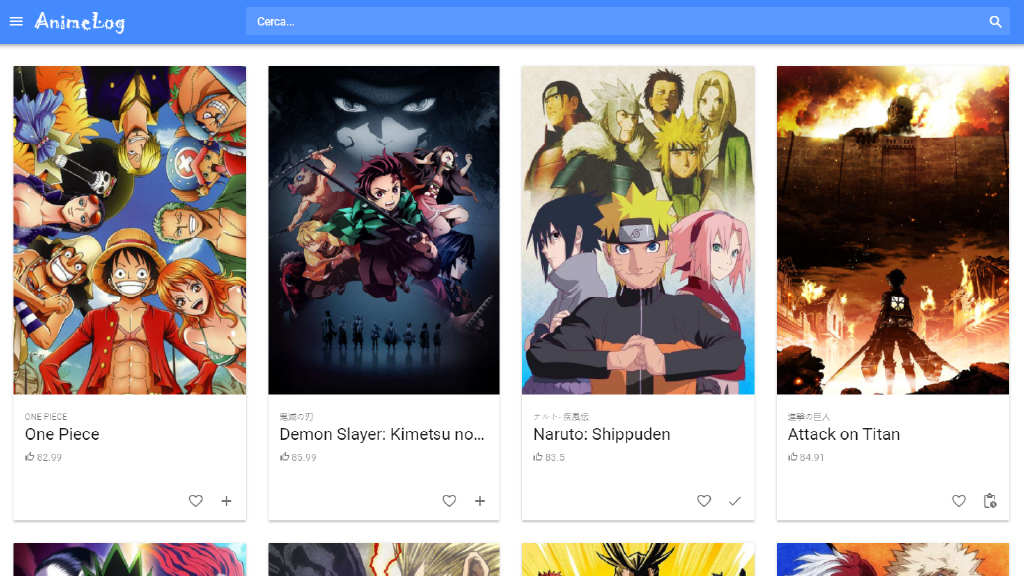 AnimeLog
Cerca...
ONE PIECE
One Piece
82.99
鬼滅の刃
Demon Slayer: Kimetsu no...
85.99
ナルト- 疾風伝
Naruto: Shippuden
83.5
進撃の巨人
Attack on Titan
84.91